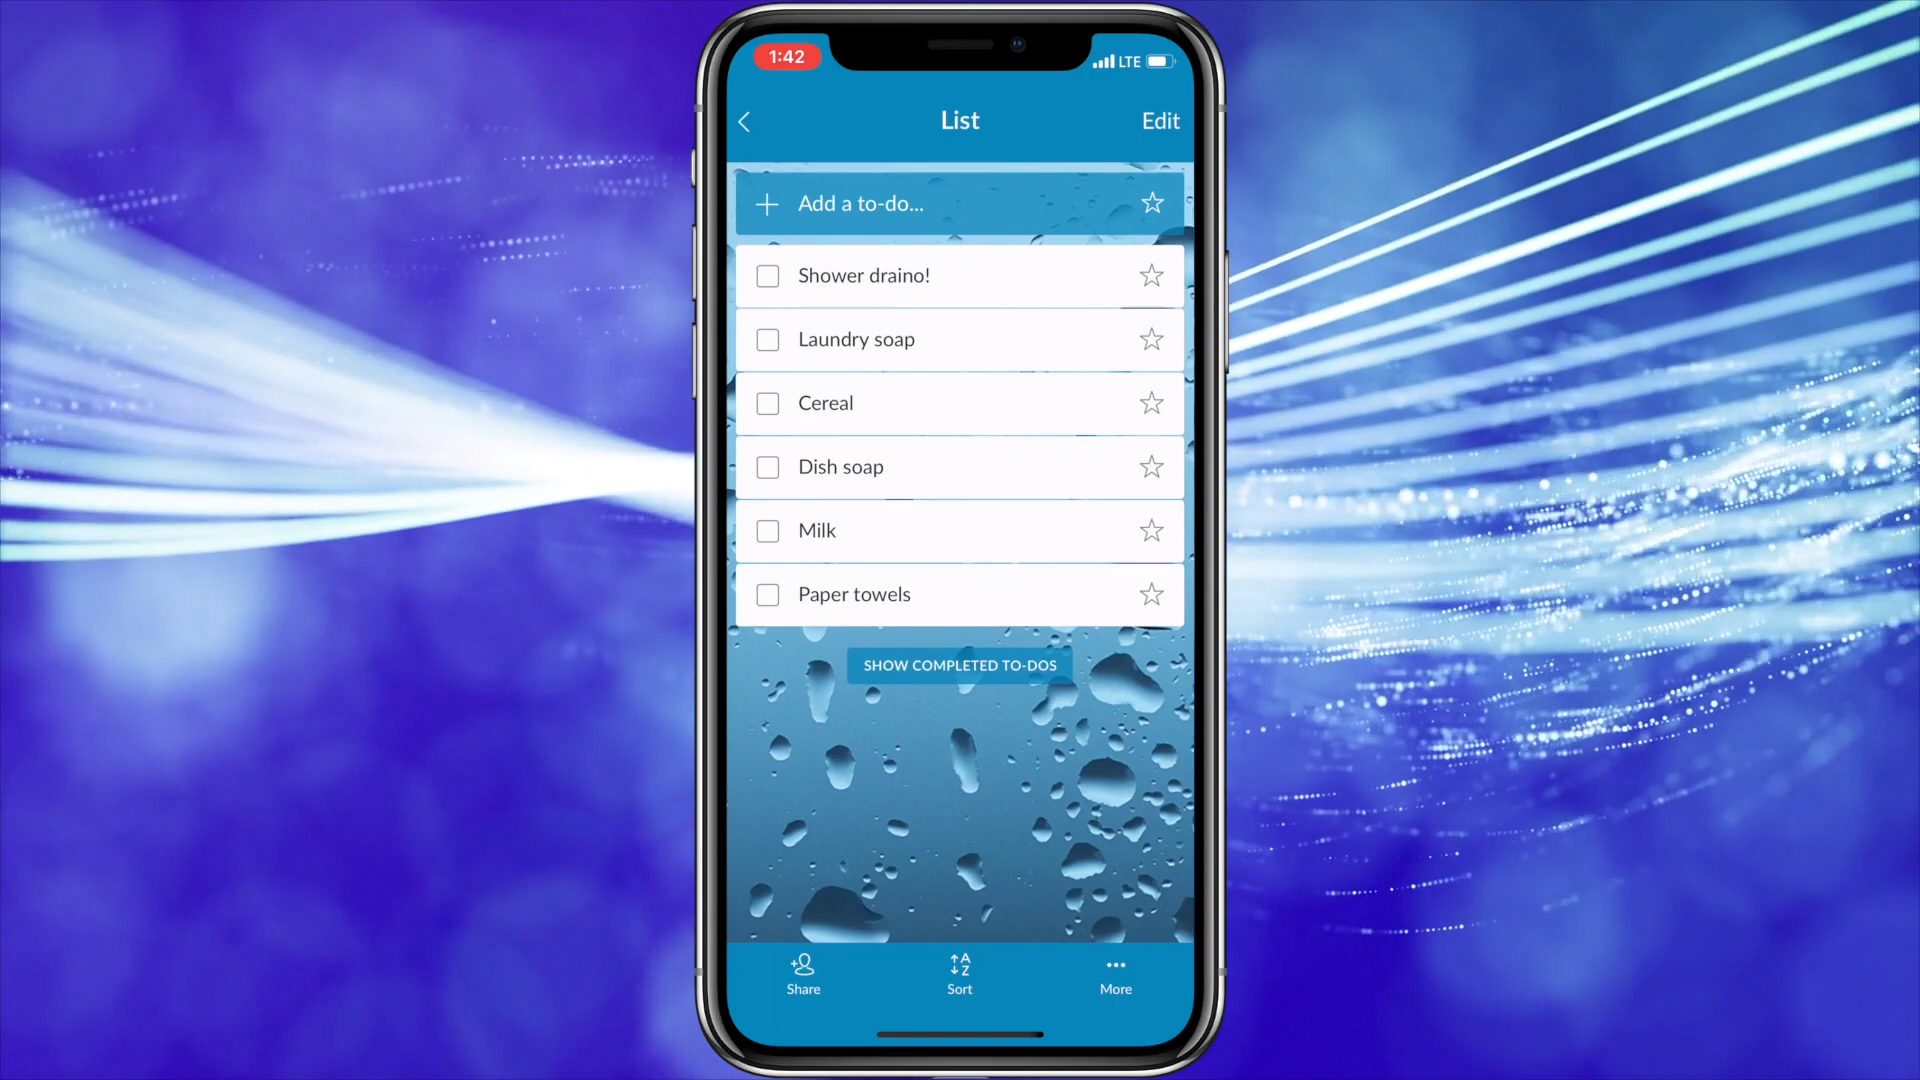 1:42
LTE
List
Edit
Add a to-do...
Shower draino!
Laundry soap
Cereal
Dish soap
Milk
Paper towels
SHOW COMPLETED TO-DOS
Share
A
Z
Sort
More